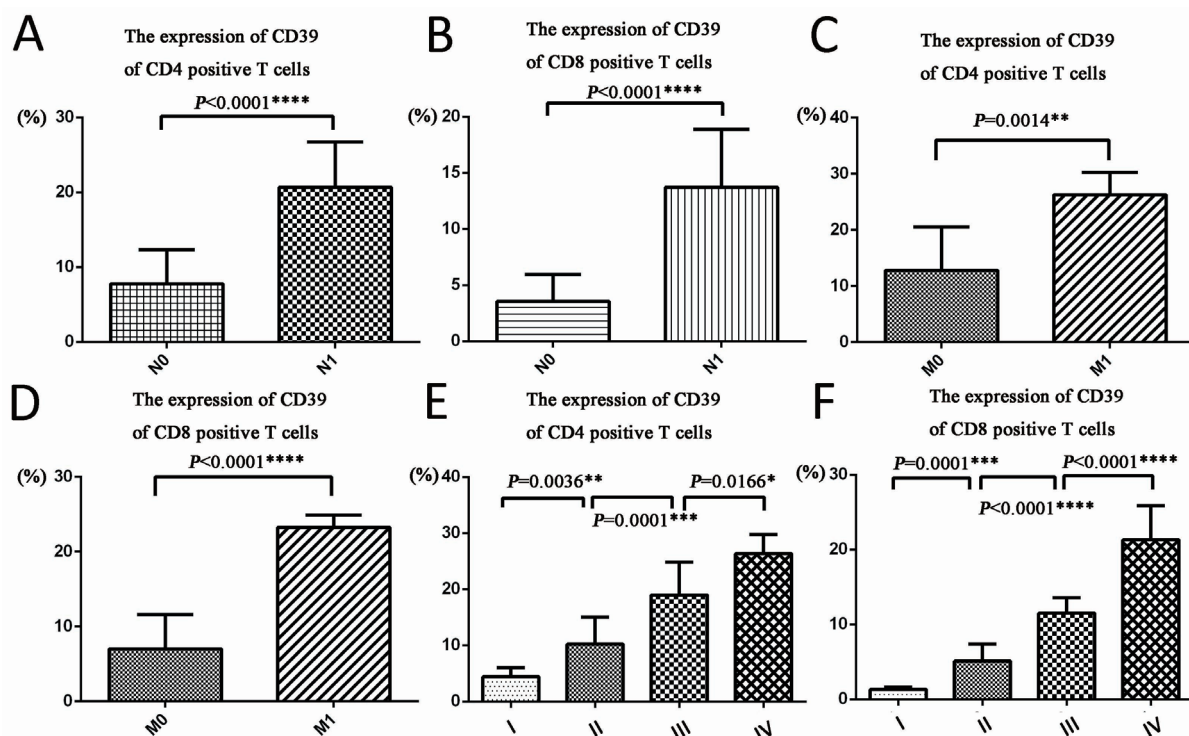 A
The expression of CD39
of CD4 positive T cells
P<0.0001****
(%)
30
20
10
0
N0
N1
B
The expression of CD39
of CD8 positive T cells
P<0.0001****
(%)
20
15
10
5
0
N0
N1
C
The expression of CD39
of CD4 positive T cells
P=0.0014**
(%)
40
30
20
10
0
M0
M1
D
The expression of CD39
of CD8 positive T cells
P<0.0001****
(%)
30
20
10
0
M0
M1
E
The expression of CD39
of CD4 positive T cells
(%)
40
30
20
10
0
P=0.0036**
P=0.0001***
P=0.0166*
I
II
III
IV
F
The expression of CD39
of CD8 positive T cells
(%)
30
20
10
0
P=0.0001***
P<0.0001****
P<0.0001****
I
II
III
IV